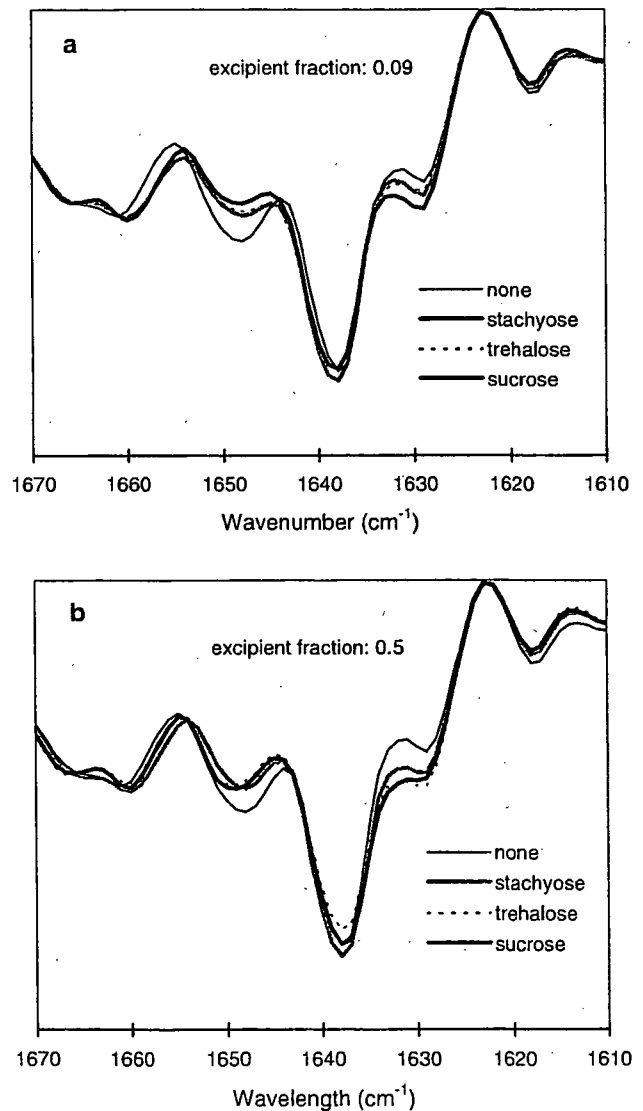 a
excipient fraction: 0.09
none
stachyose
trehalose
sucrose
1670 1660 1650 1640 1630 1620 1610
Wavenumber (cm-1)
b
excipient fraction: 0.5
none
stachyose
trehalose
sucrose
1670 1660 1650 1640 1630 1620 1610
Wavelength (cm-1)